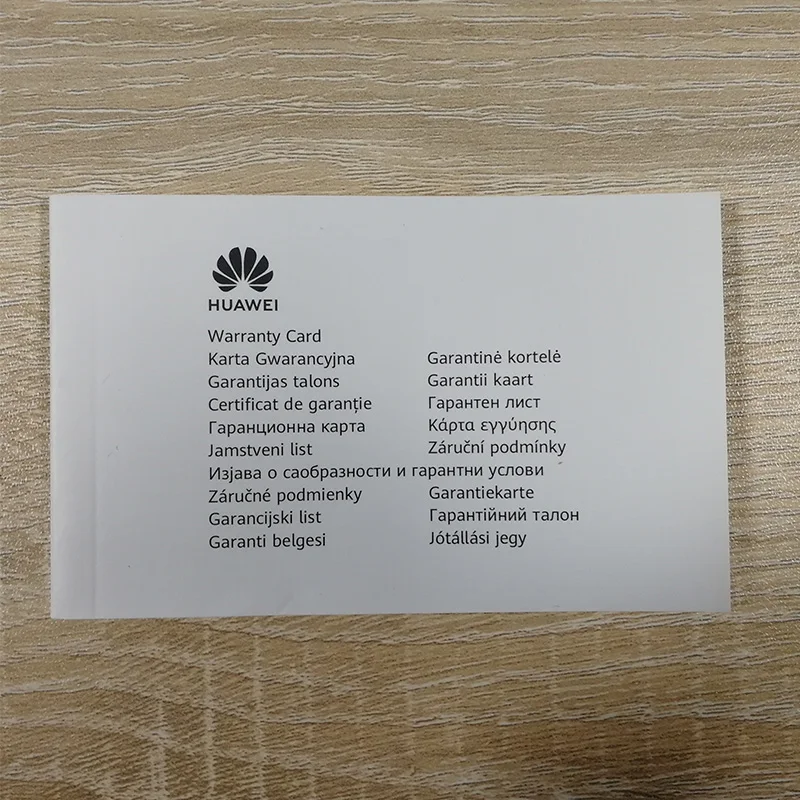 HUAWEI
Warranty Card
Karta Gwarancyjna
Garantinė kortelė
Garantijas talons
Garantii kaart
Certificat de garanție
Гарантен лист
Гаранционна карта
Κάρτα εγγύησης
Jamstveni list
Záruční podmínky
Изјава о саобразности и гарантни услови
Záručné podmienky
Garantiekarte
Garancijski list
Гарантійний талон
Garanti belgesi
Jótállási jegy